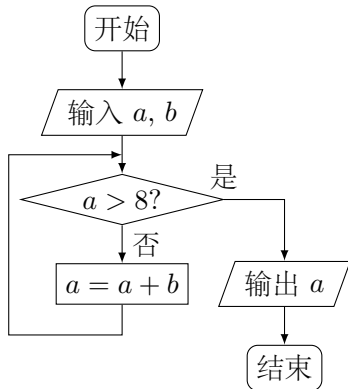 开始
输入 a, b
a > 8?
是
否
a = a + b
输出 a
结束